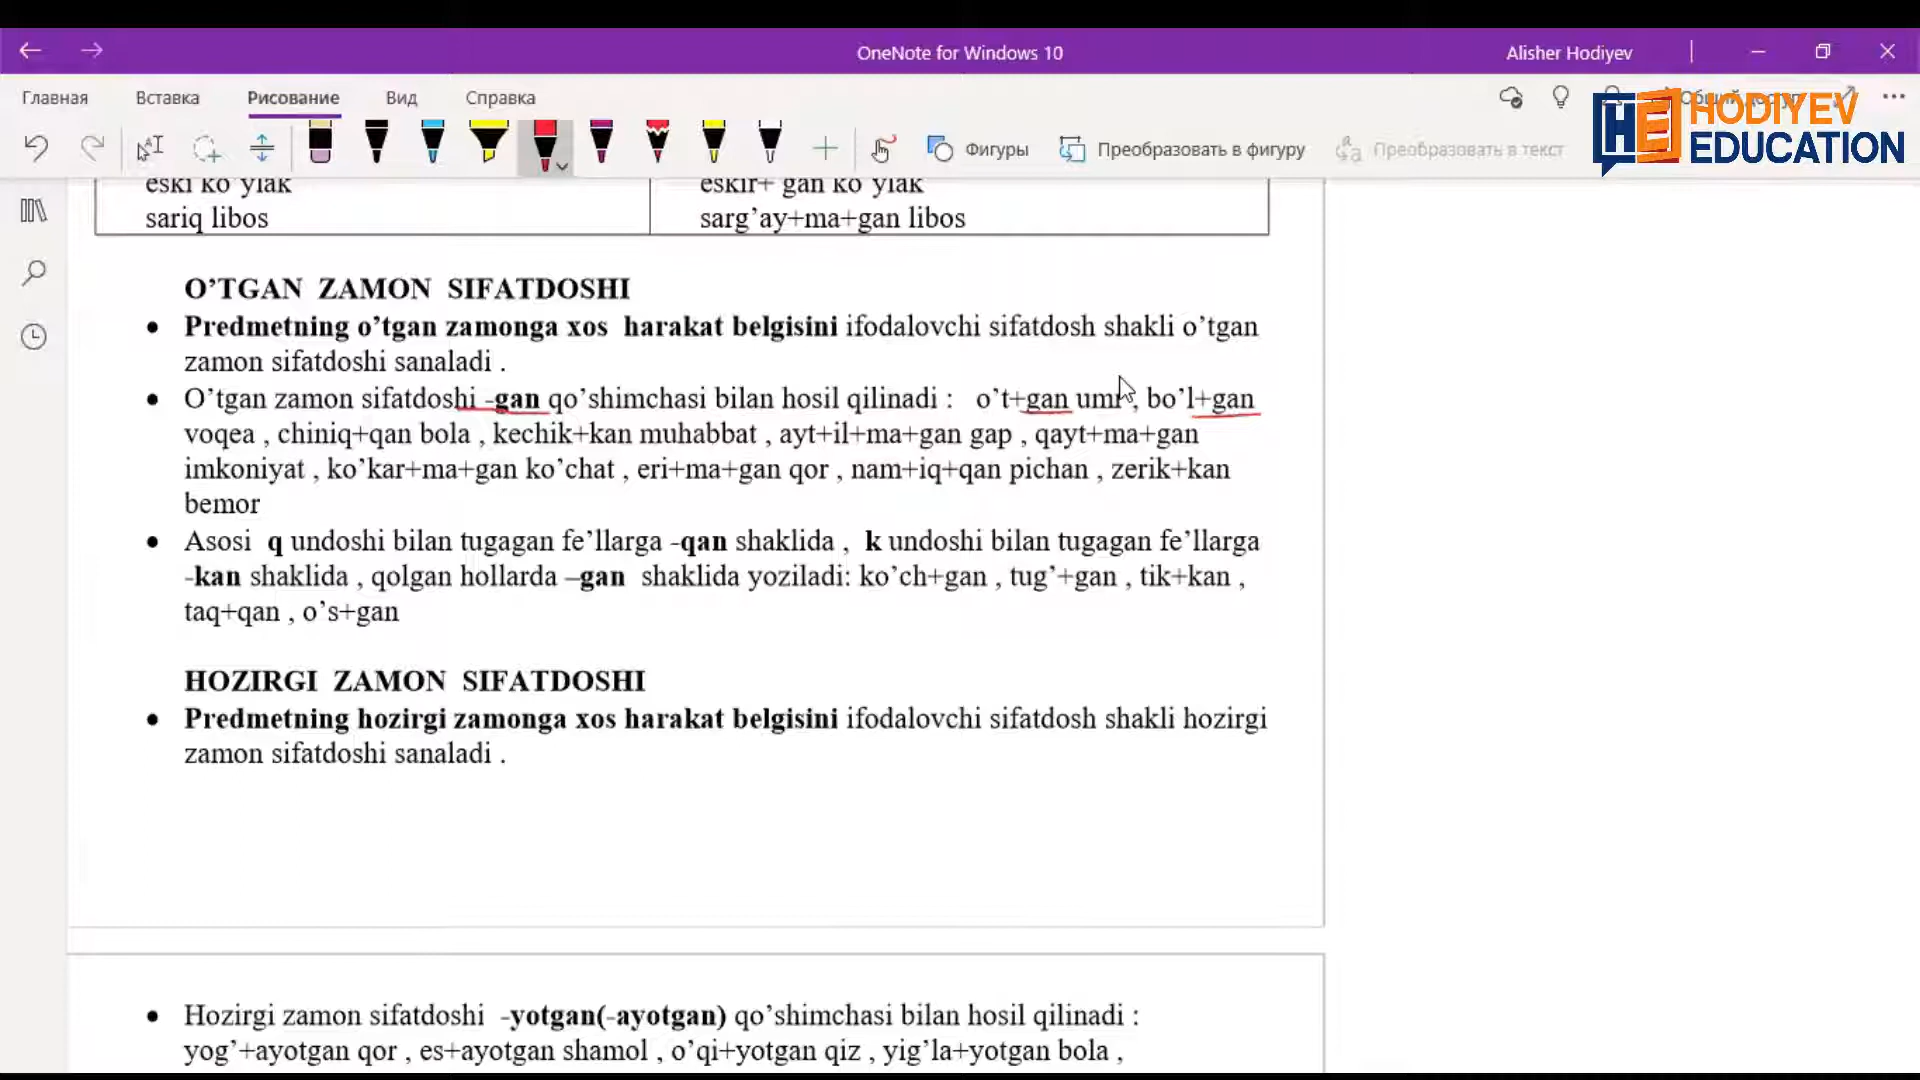 OneNote for Windows 10
Alisher Hodiyev
Главная Вставка Рисование Вид Справка
HODIYEV
EDUCATION
Фигуры Преобразовать в фигуру Преобразовать в текст
eski ko’ylak eskir+ gan ko’ylak
sariq libos sarg’ay+ma+gan libos
O’TGAN ZAMON SIFATDOSHI
• Predmetning o’tgan zamonga xos harakat belgisini ifodalovchi sifatdosh shakli o’tgan
zamon sifatdoshi sanaladi .
• O’tgan zamon sifatdoshi -gan qo’shimchasi bilan hosil qilinadi : o’t+gan umr , bo’l+gan
voqea , chiniq+qan bola , kechik+kan muhabbat , ayt+il+ma+gan gap , qayt+ma+gan
imkoniyat , ko’kar+ma+gan ko’chat , eri+ma+gan qor , nam+iq+qan pichan , zerik+kan
bemor
• Asosi q undoshi bilan tugagan fe’llarga -qan shaklida , k undoshi bilan tugagan fe’llarga
-kan shaklida , qolgan hollarda –gan shaklida yoziladi: ko’ch+gan , tug’+gan , tik+kan ,
taq+qan , o’s+gan
HOZIRGI ZAMON SIFATDOSHI
• Predmetning hozirgi zamonga xos harakat belgisini ifodalovchi sifatdosh shakli hozirgi
zamon sifatdoshi sanaladi .
• Hozirgi zamon sifatdoshi -yotgan(-ayotgan) qo’shimchasi bilan hosil qilinadi :
yog’+ayotgan qor , es+ayotgan shamol , o’qi+yotgan qiz , yig’la+yotgan bola ,